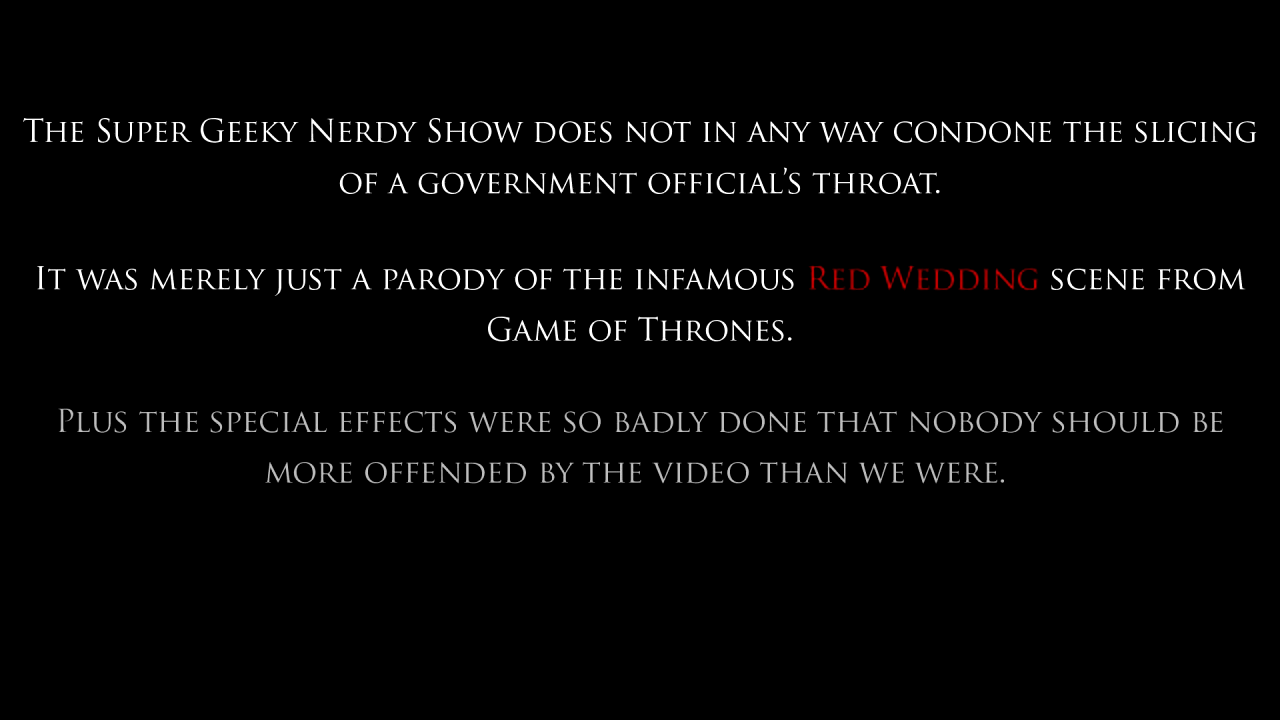 The Super Geeky Nerdy Show does not in any way condone the slicing
of a government official's throat.
It was merely just a parody of the infamous Red Wedding scene from
Game of Thrones.
Plus the special effects were so badly done that nobody should be
more offended by the video than we were.